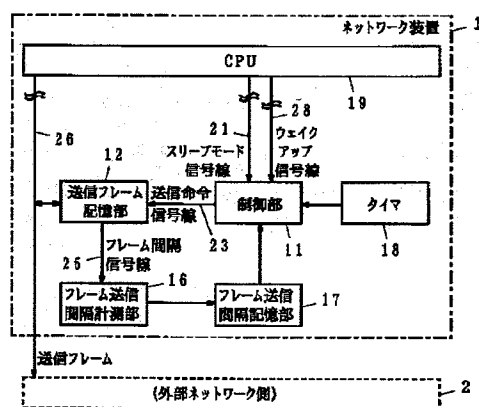 ネットワーク装置
1
CPU
19
26
21
28
スリープモード
信号線
ウェイク
アップ
信号線
12
送信フレーム
記憶部
送信命令
信号線
23
制御部
11
タイマ
18
25
フレーム間隔
信号線
16
フレーム送信
間隔計測部
フレーム送信
間隔記憶部
17
送信フレーム
(外部ネットワーク側)
2